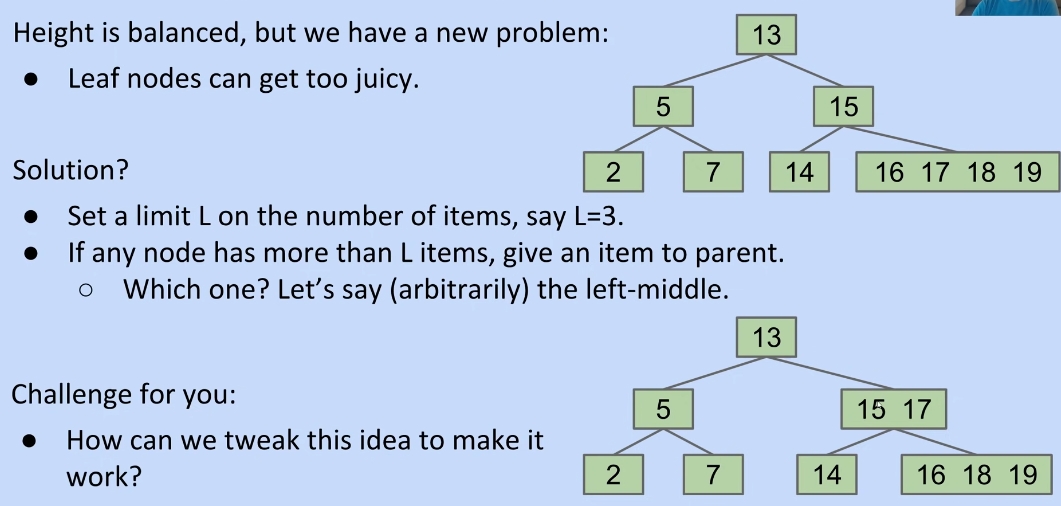 Height is balanced, but we have a new problem:
● Leaf nodes can get too juicy.
13
5 15
2 7 14 16 17 18 19
Solution?
● Set a limit L on the number of items, say L=3.
● If any node has more than L items, give an item to parent.
○ Which one? Let’s say (arbitrarily) the left-middle.
13
Challenge for you:
5 15 17
● How can we tweak this idea to make it
work?
2 7 14 16 18 19